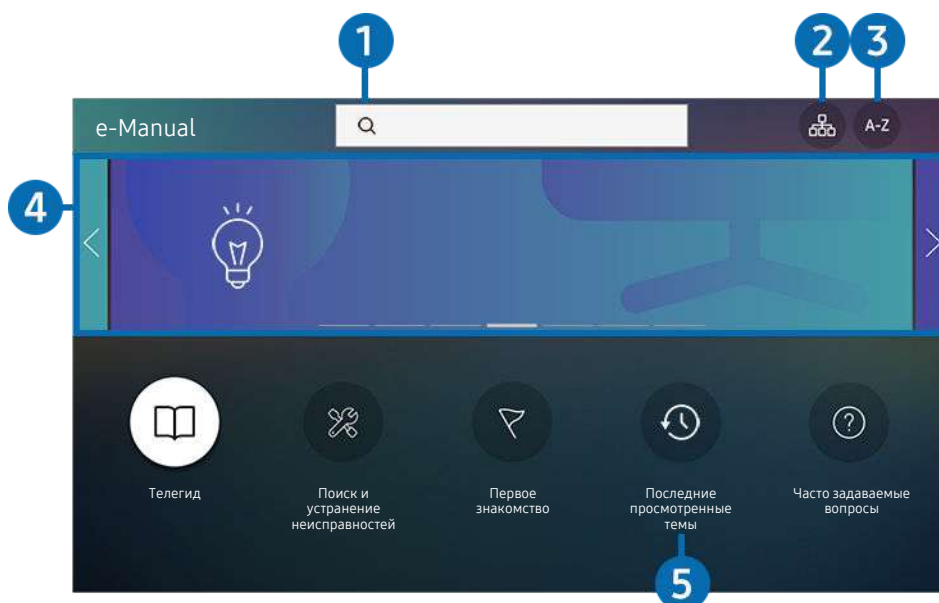 1
2
3
e-Manual
A-Z
4
Телегид
Поиск и
устранение
неисправностей
Первое
знакомство
Последние
просмотренные
темы
Часто задаваемые
вопросы
5